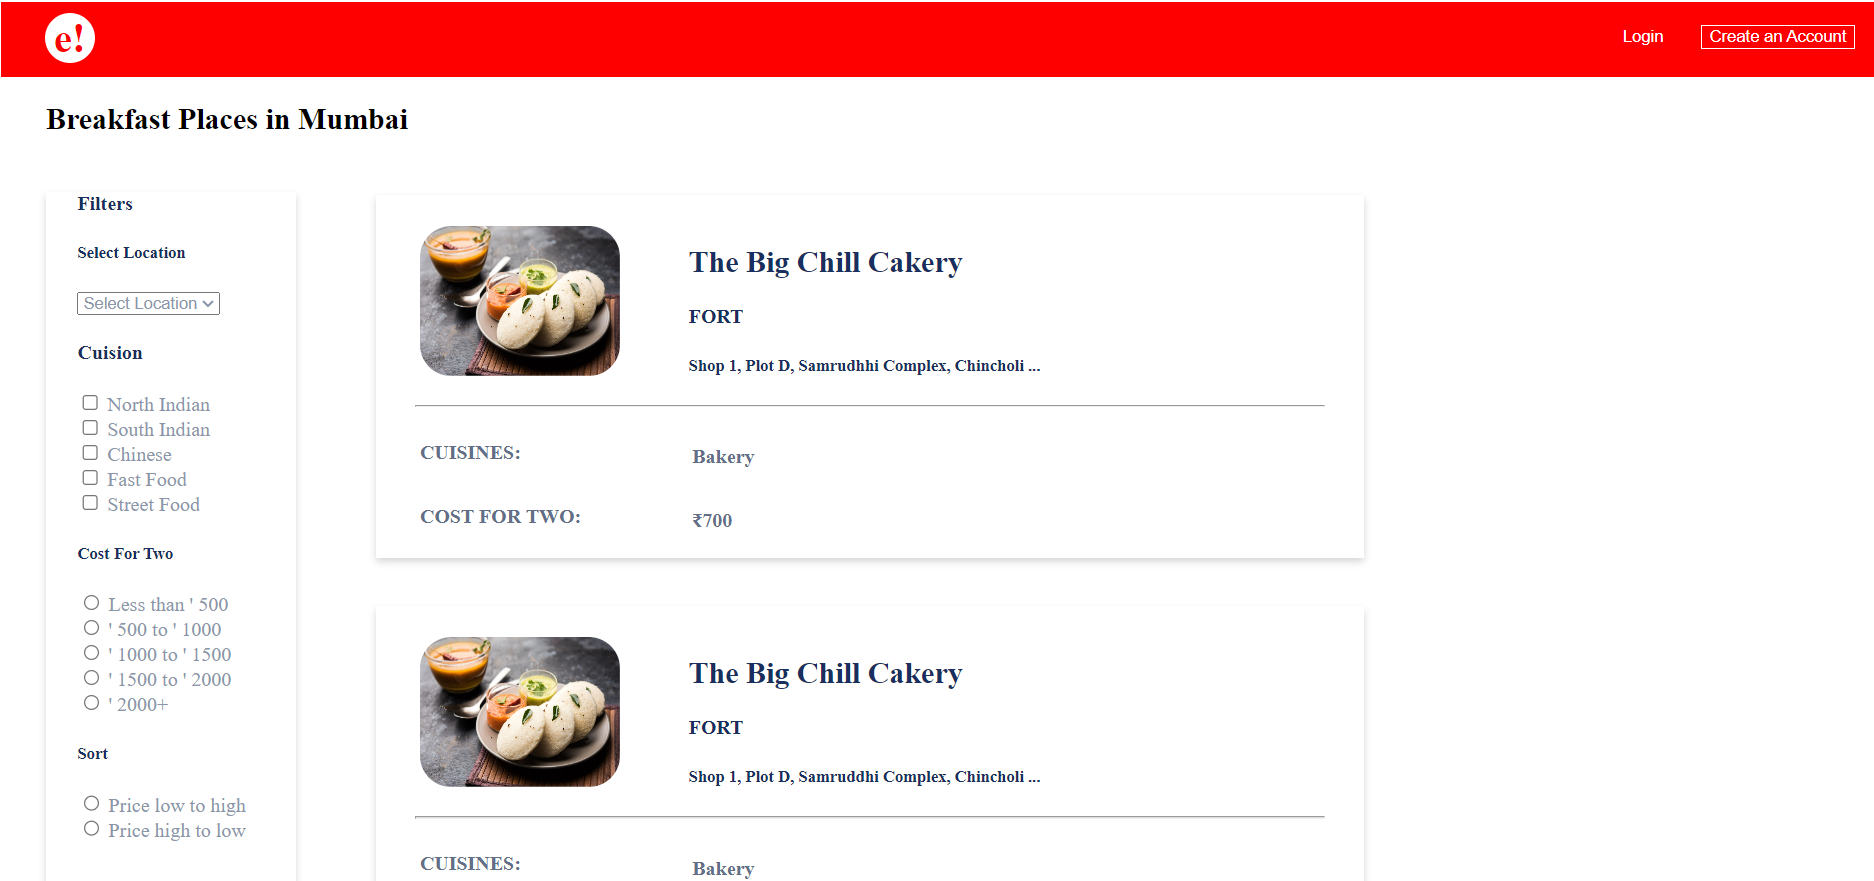 e!
Login
Create an Account
Breakfast Places in Mumbai
Filters
Select Location
Select Location
Cuision
North Indian
South Indian
Chinese
Fast Food
Street Food
Cost For Two
Less than ' 500
' 500 to ' 1000
' 1000 to ' 1500
' 1500 to ' 2000
' 2000+
Sort
Price low to high
Price high to low
The Big Chill Cakery
FORT
Shop 1, Plot D, Samrudhhi Complex, Chincholi ...
CUISINES:
Bakery
COST FOR TWO:
₹700
The Big Chill Cakery
FORT
Shop 1, Plot D, Samruddhi Complex, Chincholi ...
CUISINES:
Bakery